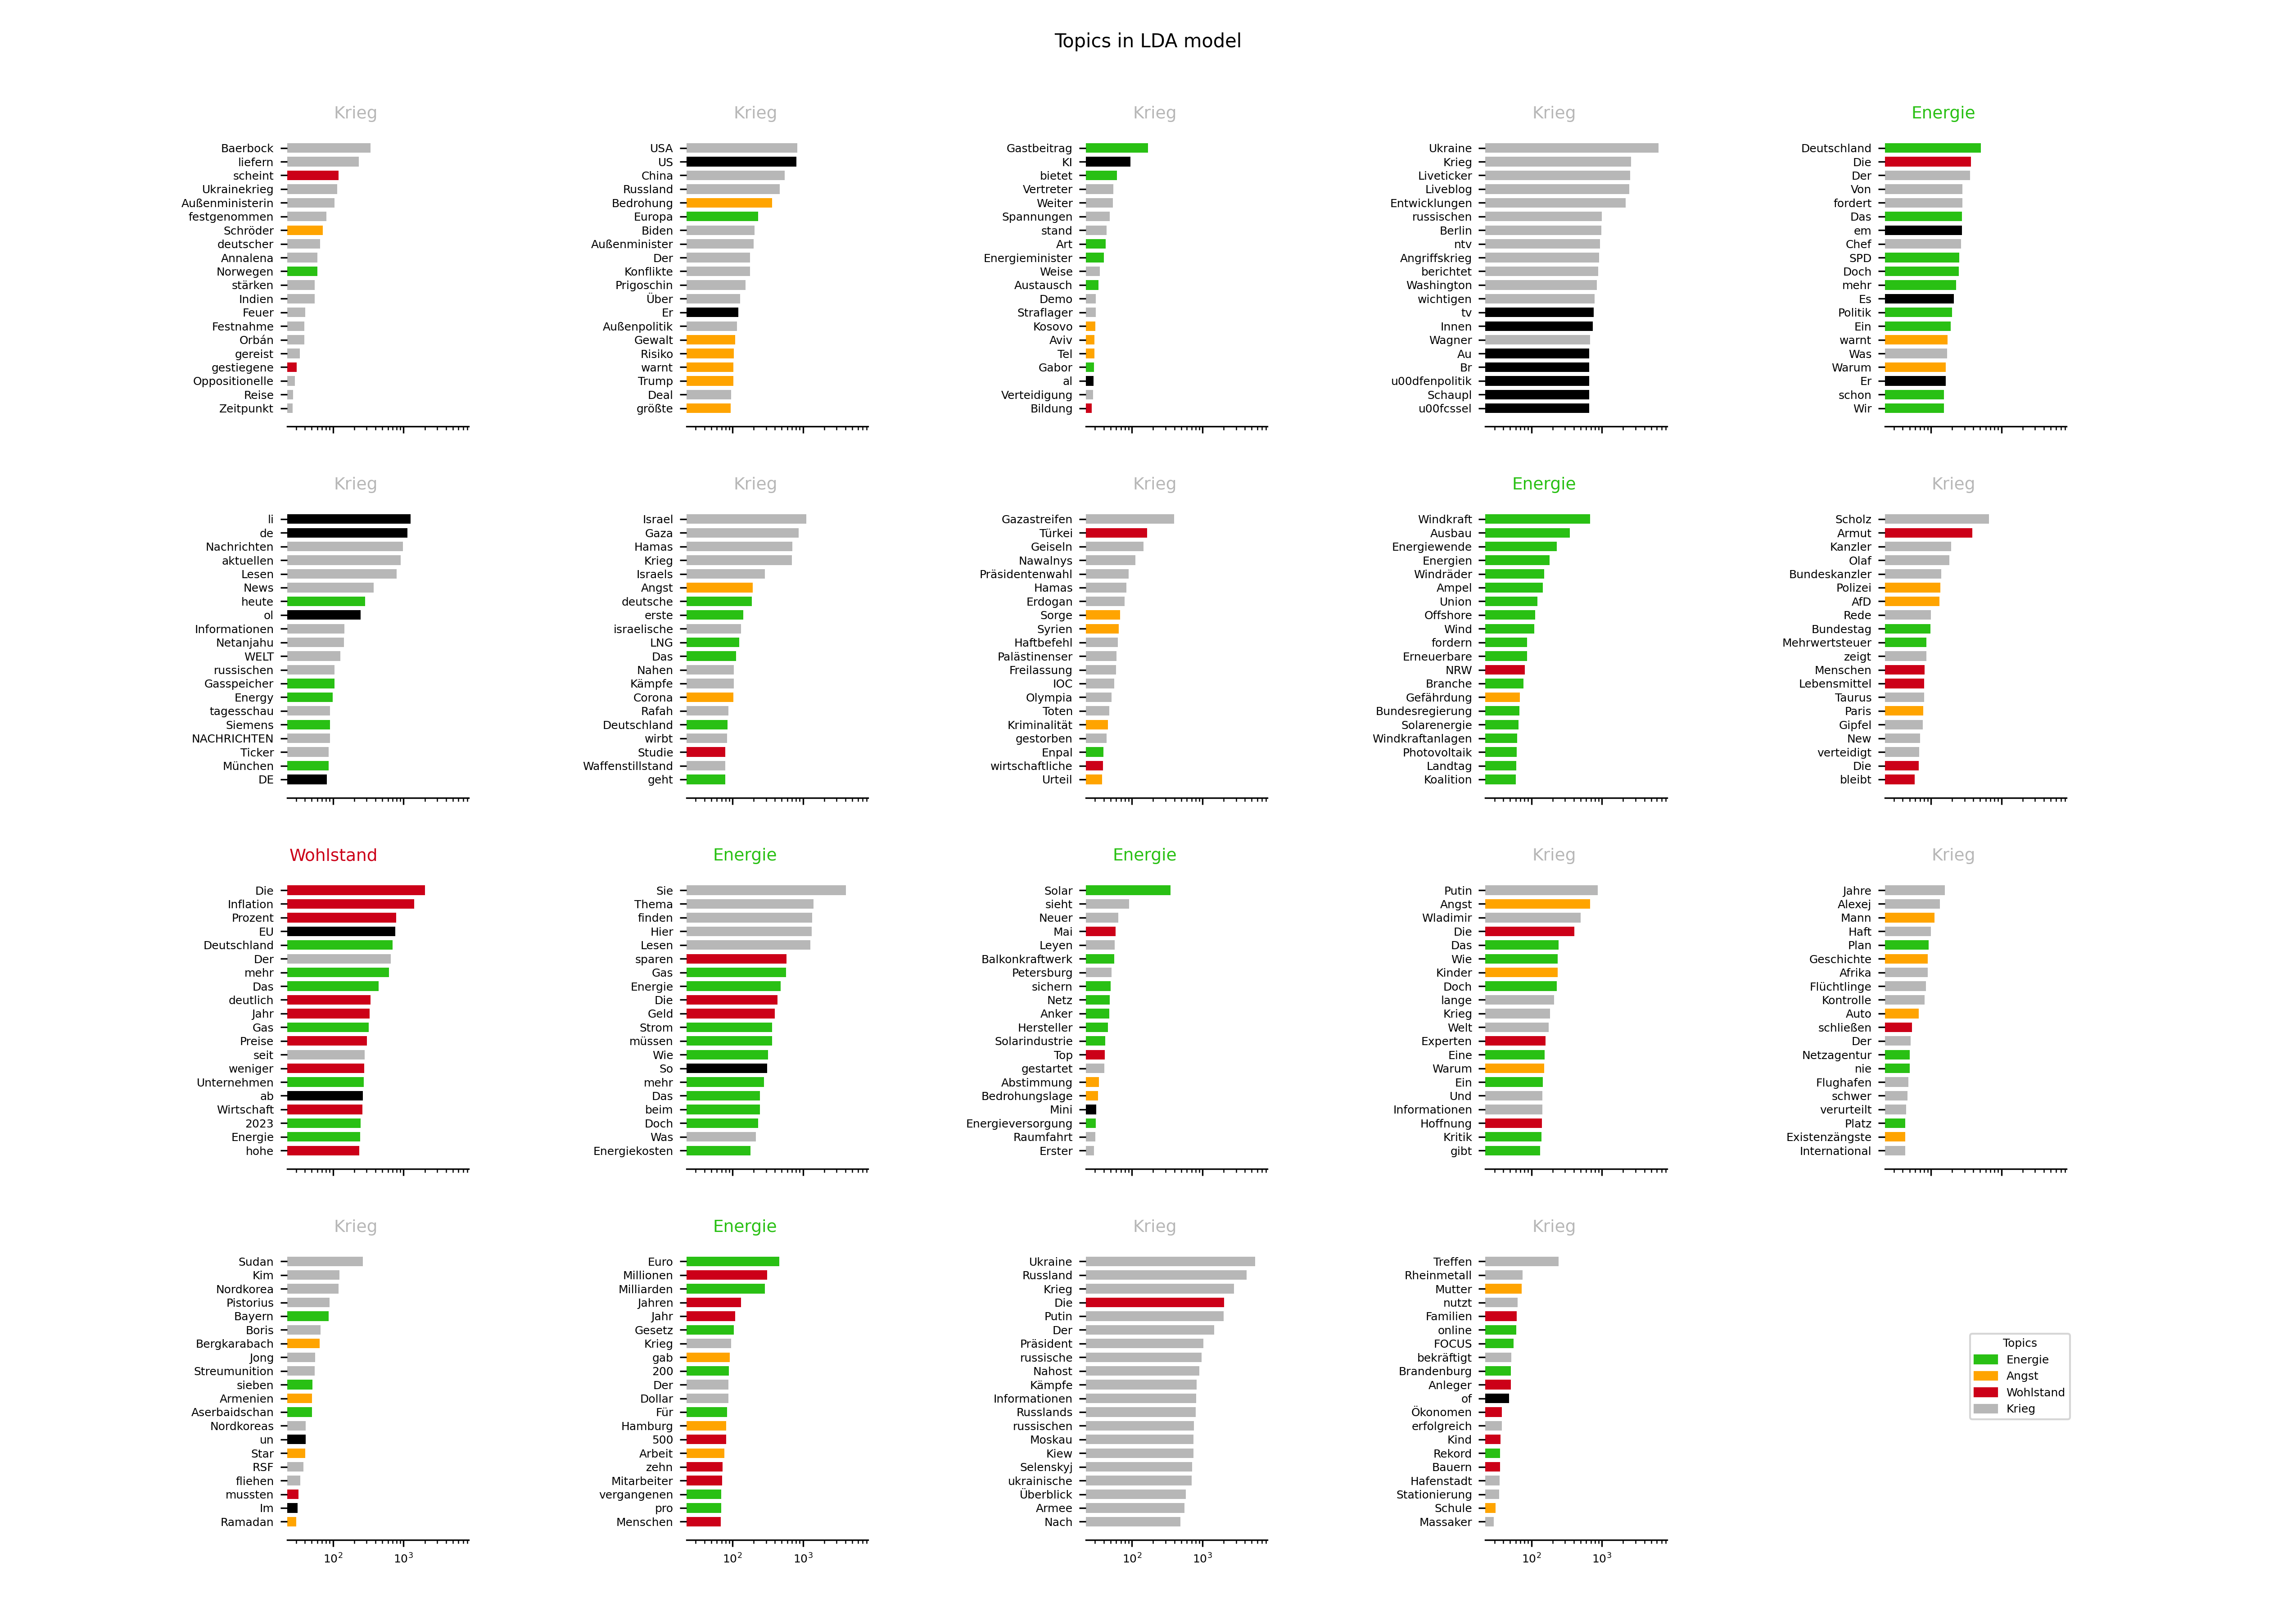 Topics in LDA model
Krieg
Baerbock
liefern
scheint
Ukrainekrieg
Außenministerin
festgenommen
Schröder
deutscher
Annalena
Norwegen
stärken
Indien
Feuer
Festnahme
Orbán
gereist
gestiegene
Oppositionelle
Reise
Zeitpunkt
Krieg
USA
US
China
Russland
Bedrohung
Europa
Biden
Außenminister
Der
Konflikte
Prigoschin
Über
Er
Außenpolitik
Gewalt
Risiko
warnt
Trump
Deal
größte
Krieg
Gastbeitrag
KI
bietet
Vertreter
Weiter
Spannungen
stand
Art
Energieminister
Weise
Austausch
Demo
Straflager
Kosovo
Aviv
Tel
Gabor
al
Verteidigung
Bildung
Krieg
Ukraine
Krieg
Liveticker
Liveblog
Entwicklungen
russischen
Berlin
ntv
Angriffskrieg
berichtet
Washington
wichtigen
tv
Innen
Wagner
Au
Br
u00dfenpolitik
Schaupl
u00fcssel
Energie
Deutschland
Die
Der
Von
fordert
Das
em
Chef
SPD
Doch
mehr
Es
Politik
Ein
warnt
Was
Warum
Er
schon
Wir
Krieg
li
de
Nachrichten
aktuellen
Lesen
News
heute
ol
Informationen
Netanjahu
WELT
russischen
Gasspeicher
Energy
tagesschau
Siemens
NACHRICHTEN
Ticker
München
DE
Krieg
Israel
Gaza
Hamas
Krieg
Israels
Angst
deutsche
erste
israelische
LNG
Das
Nahen
Kämpfe
Corona
Rafah
Deutschland
wirbt
Studie
Waffenstillstand
geht
Krieg
Gazastreifen
Türkei
Geiseln
Nawalnys
Präsidentenwahl
Hamas
Erdogan
Sorge
Syrien
Haftbefehl
Palästinenser
Freilassung
IOC
Olympia
Toten
Kriminalität
gestorben
Enpal
wirtschaftliche
Urteil
Energie
Windkraft
Ausbau
Energiewende
Energien
Windräder
Ampel
Union
Offshore
Wind
fordern
Erneuerbare
NRW
Branche
Gefährdung
Bundesregierung
Solarenergie
Windkraftanlagen
Photovoltaik
Landtag
Koalition
Krieg
Scholz
Armut
Kanzler
Olaf
Bundeskanzler
Polizei
AfD
Rede
Bundestag
Mehrwertsteuer
zeigt
Menschen
Lebensmittel
Taurus
Paris
Gipfel
New
verteidigt
Die
bleibt
Wohlstand
Die
Inflation
Prozent
EU
Deutschland
Der
mehr
Das
deutlich
Jahr
Gas
Preise
seit
weniger
Unternehmen
ab
Wirtschaft
2023
Energie
hohe
Energie
Sie
Thema
finden
Hier
Lesen
sparen
Gas
Energie
Die
Geld
Strom
müssen
Wie
So
mehr
Das
beim
Doch
Was
Energiekosten
Energie
Solar
sieht
Neuer
Mai
Leyen
Balkonkraftwerk
Petersburg
sichern
Netz
Anker
Hersteller
Solarindustrie
Top
gestartet
Abstimmung
Bedrohungslage
Mini
Energieversorgung
Raumfahrt
Erster
Krieg
Putin
Angst
Wladimir
Die
Das
Wie
Kinder
Doch
lange
Krieg
Welt
Experten
Eine
Warum
Ein
Und
Informationen
Hoffnung
Kritik
gibt
Krieg
Jahre
Alexej
Mann
Haft
Plan
Geschichte
Afrika
Flüchtlinge
Kontrolle
Auto
schließen
Der
Netzagentur
nie
Flughafen
schwer
verurteilt
Platz
Existenzängste
International
Krieg
Sudan
Kim
Nordkorea
Pistorius
Bayern
Boris
Bergkarabach
Jong
Streumunition
sieben
Armenien
Aserbaidschan
Nordkoreas
un
Star
RSF
fliehen
mussten
Im
Ramadan
10² 10³
Energie
Euro
Millionen
Milliarden
Jahren
Jahr
Gesetz
Krieg
gab
200
Der
Dollar
Für
Hamburg
500
Arbeit
zehn
Mitarbeiter
vergangenen
pro
Menschen
10² 10³
Krieg
Ukraine
Russland
Krieg
Die
Putin
Der
Präsident
russische
Nahost
Kämpfe
Informationen
Russlands
russischen
Moskau
Kiew
Selenskyj
ukrainische
Überblick
Armee
Nach
10² 10³
Krieg
Treffen
Rheinmetall
Mutter
nutzt
Familien
online
FOCUS
bekräftigt
Brandenburg
Anleger
of
Ökonomen
erfolgreich
Kind
Rekord
Bauern
Hafenstadt
Stationierung
Schule
Massaker
10² 10³
Topics
Energie
Angst
Wohlstand
Krieg